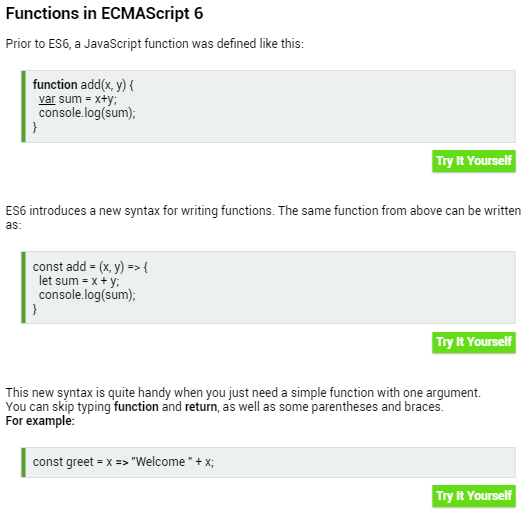 Functions in ECMAScript 6
Prior to ES6, a JavaScript function was defined like this:
function add(x, y) {
var sum = x+y;
console.log(sum);
}
Try It Yourself
ES6 introduces a new syntax for writing functions. The same function from above can be written
as:
const add = (x, y) => {
let sum = x + y;
console.log(sum);
}
Try It Yourself
This new syntax is quite handy when you just need a simple function with one argument.
You can skip typing function and return, as well as some parentheses and braces.
For example:
const greet = x => "Welcome " + x;
Try It Yourself